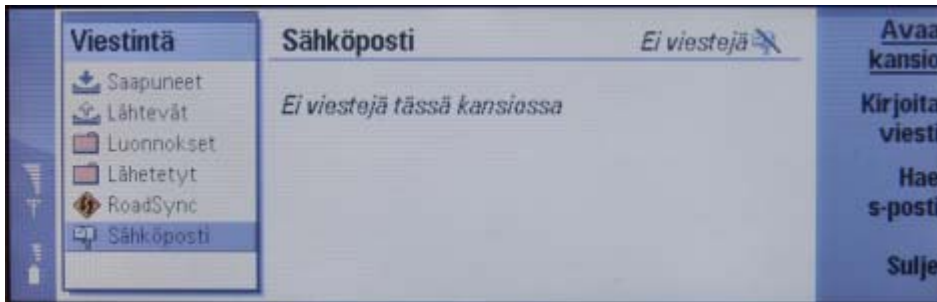 Viestintä
Saapuneet
Lähtevät
Luonnokset
Lähetetyt
RoadSync
Sähköposti
Sähköposti
Ei viestejä
Ei viestejä tässä kansiossa
Avaa
kansio
Kirjoita
viesti
Hae
s-posti
Sulje